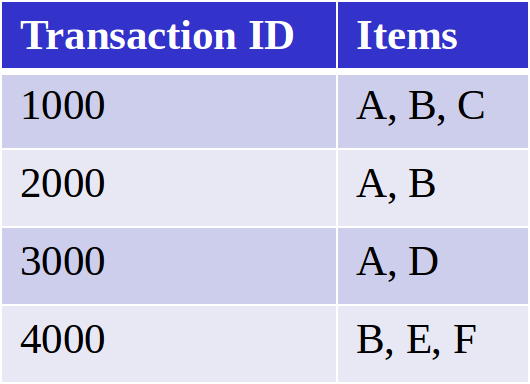 Transaction ID Items
1000 A, B, C
2000 A, B
3000 A, D
4000 B, E, F